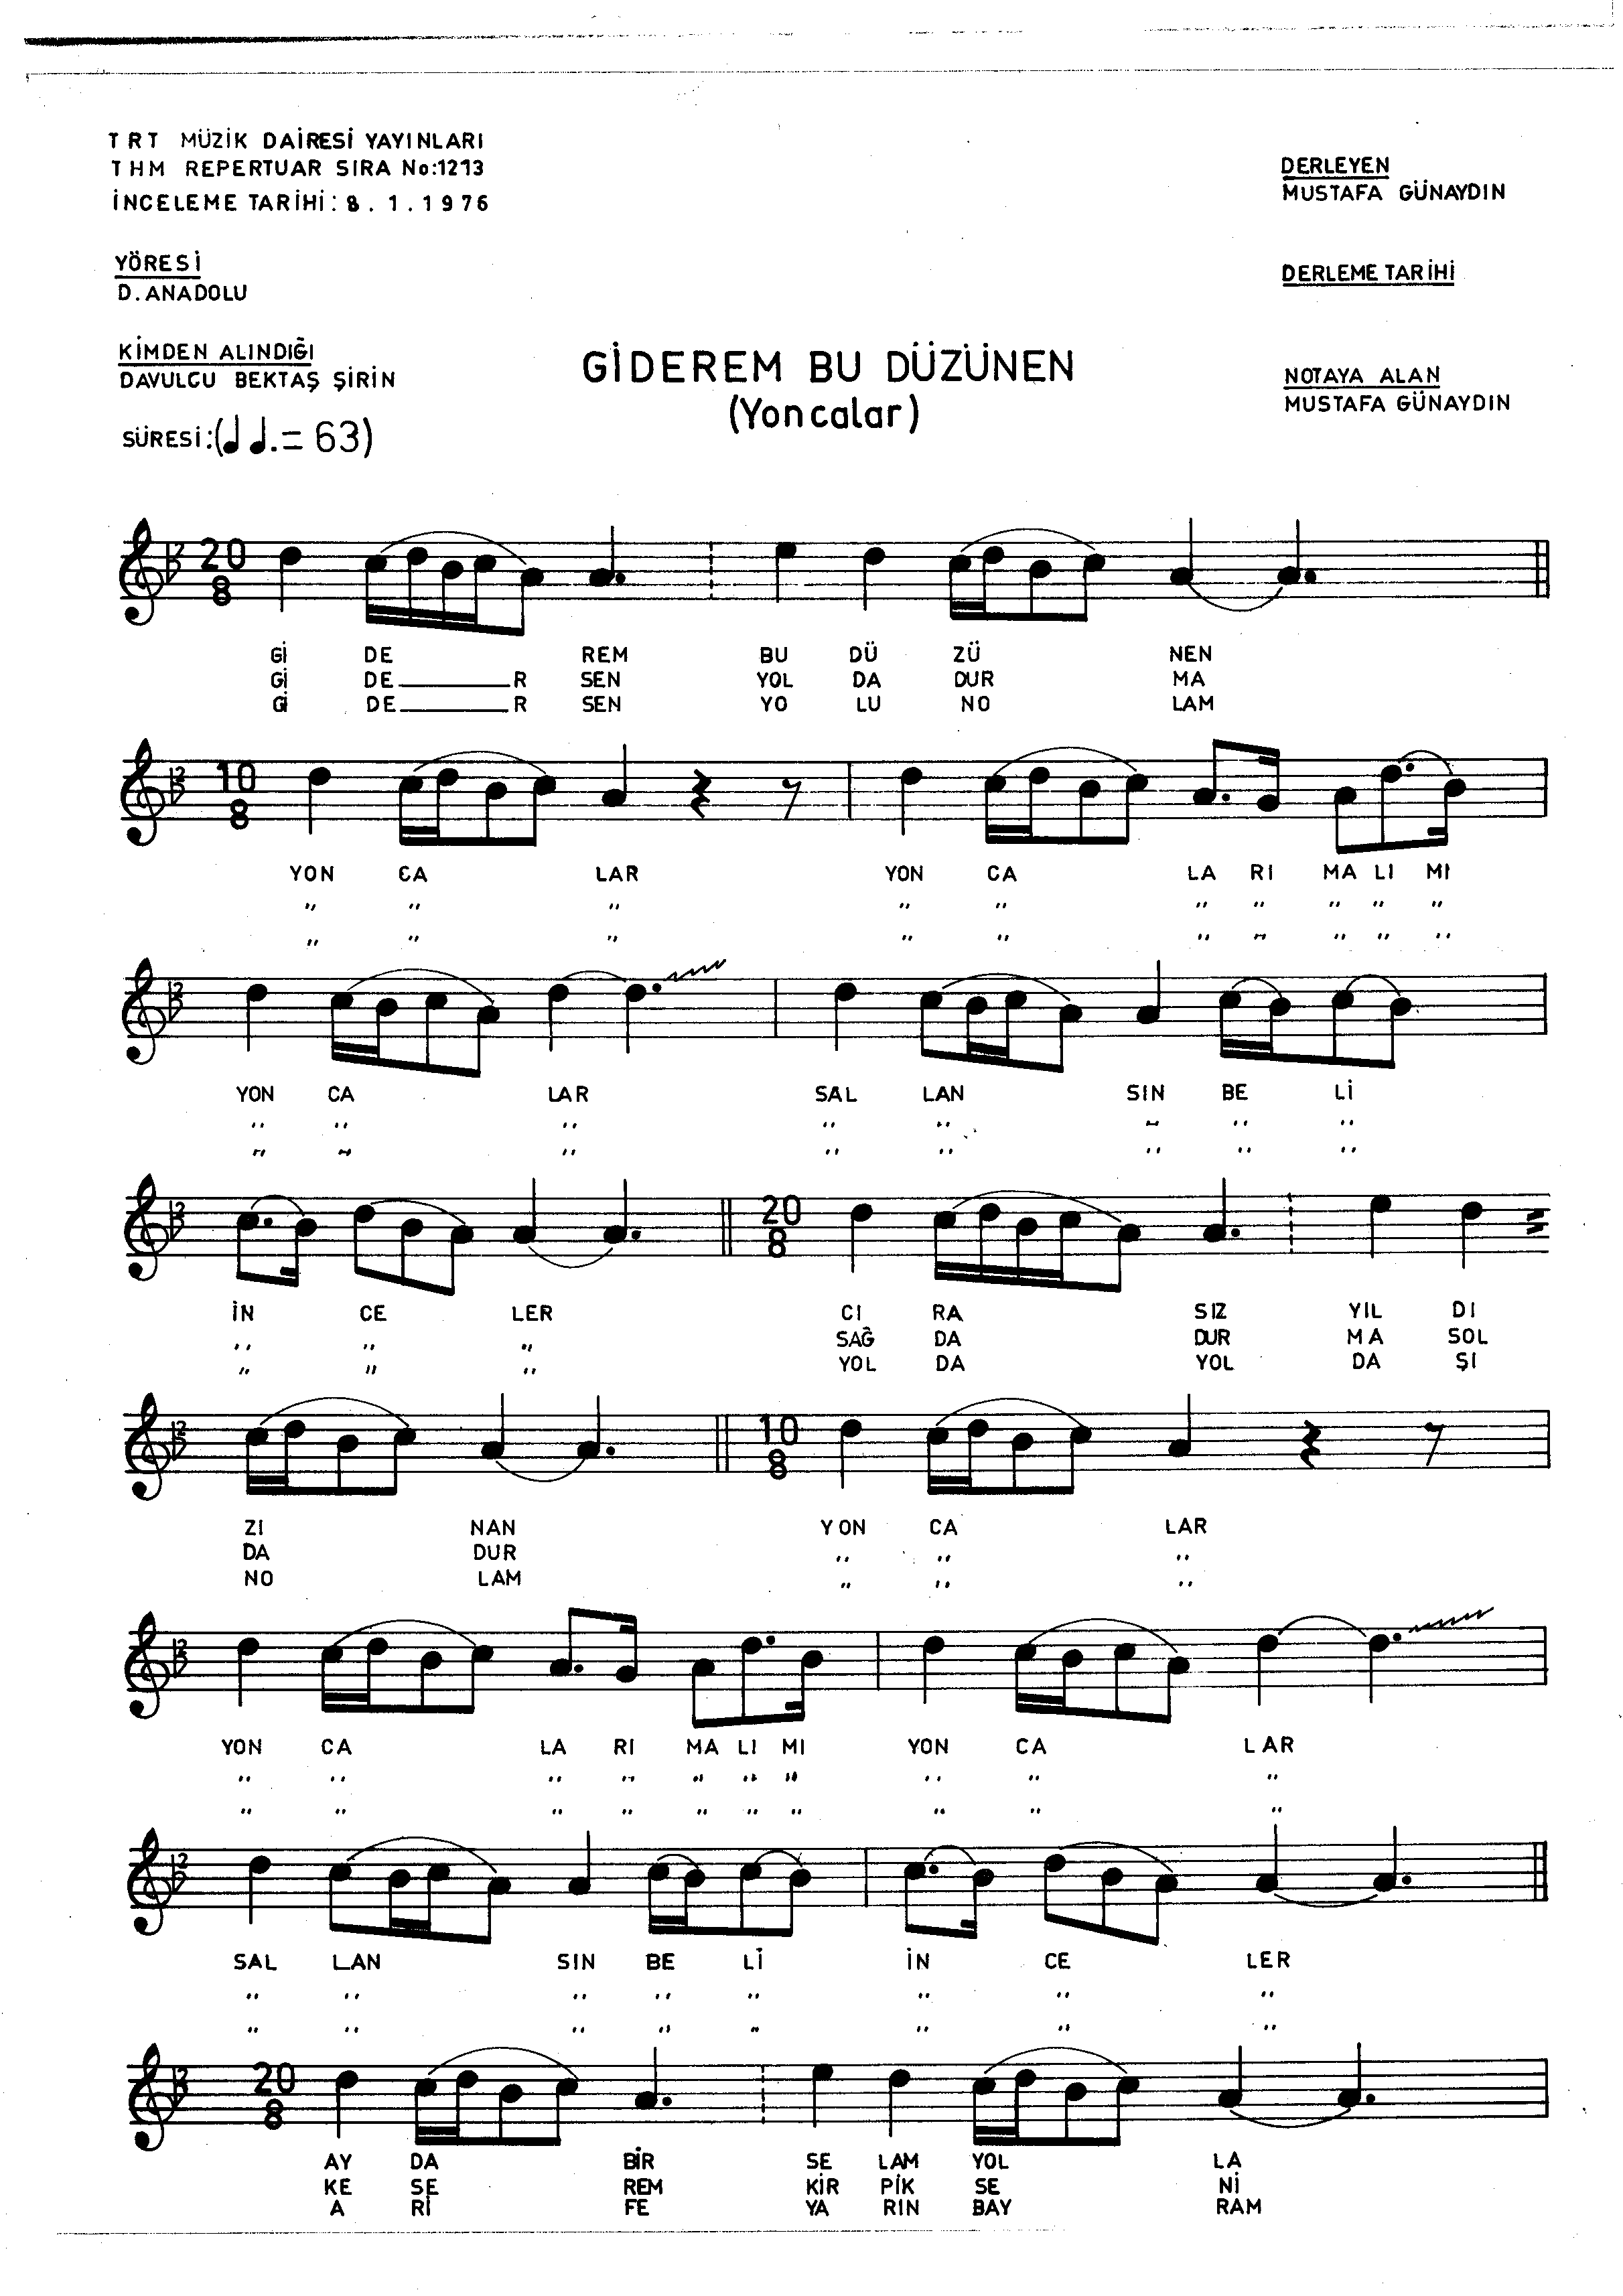 TRT MÜZİK DAİRESİ YAYINLARI
THM REPERTUAR SIRA No:1213
İNCELEME TARİHİ: 8.1.1976
DERLEYEN
MUSTAFA GÜNAYDIN
YÖRESİ
D.ANADOLU
DERLEME TARİHİ
KİMDEN ALINDIĞI
DAVULCU BEKTAŞ ŞİRİN
GİDEREM BU DÜZÜNEN
(Yoncalar)
NOTAYA ALAN
MUSTAFA GÜNAYDIN
SÜRESİ:(♩ ♩.= 63)
20
8
Gİ DE REM BU DÜ ZÜ NEN
Gİ DE______R SEN YOL DA DUR MA
Gİ DE______R SEN YO LU NO LAM
10
8
YON CA LAR YON CA LA RI MA LI MI
" " " " " " " " " "
" " " " " " " " " "
YON CA LAR SAL LAN SIN BE Lİ
" " " " " " " "
" " " " " " " "
20
8
İN CE LER CI RA SIZ YIL DI
" " " SAĞ DA DUR MA SOL
" " " YOL DA YOL DA ŞI
10
8
ZI NAN YON CA LAR
DA DUR " " "
NO LAM " " "
YON CA LA RI MA LI MI YON CA LAR
" " " " " " " " " "
" " " " " " " " " "
SAL LAN SIN BE Lİ İN CE LER
" " " " " " " "
" " " " " " " "
20
8
AY DA BİR SE LAM YOL LA
KE SE REM KİR PİK SE Nİ
A Rİ FE YA RIN BAY RAM